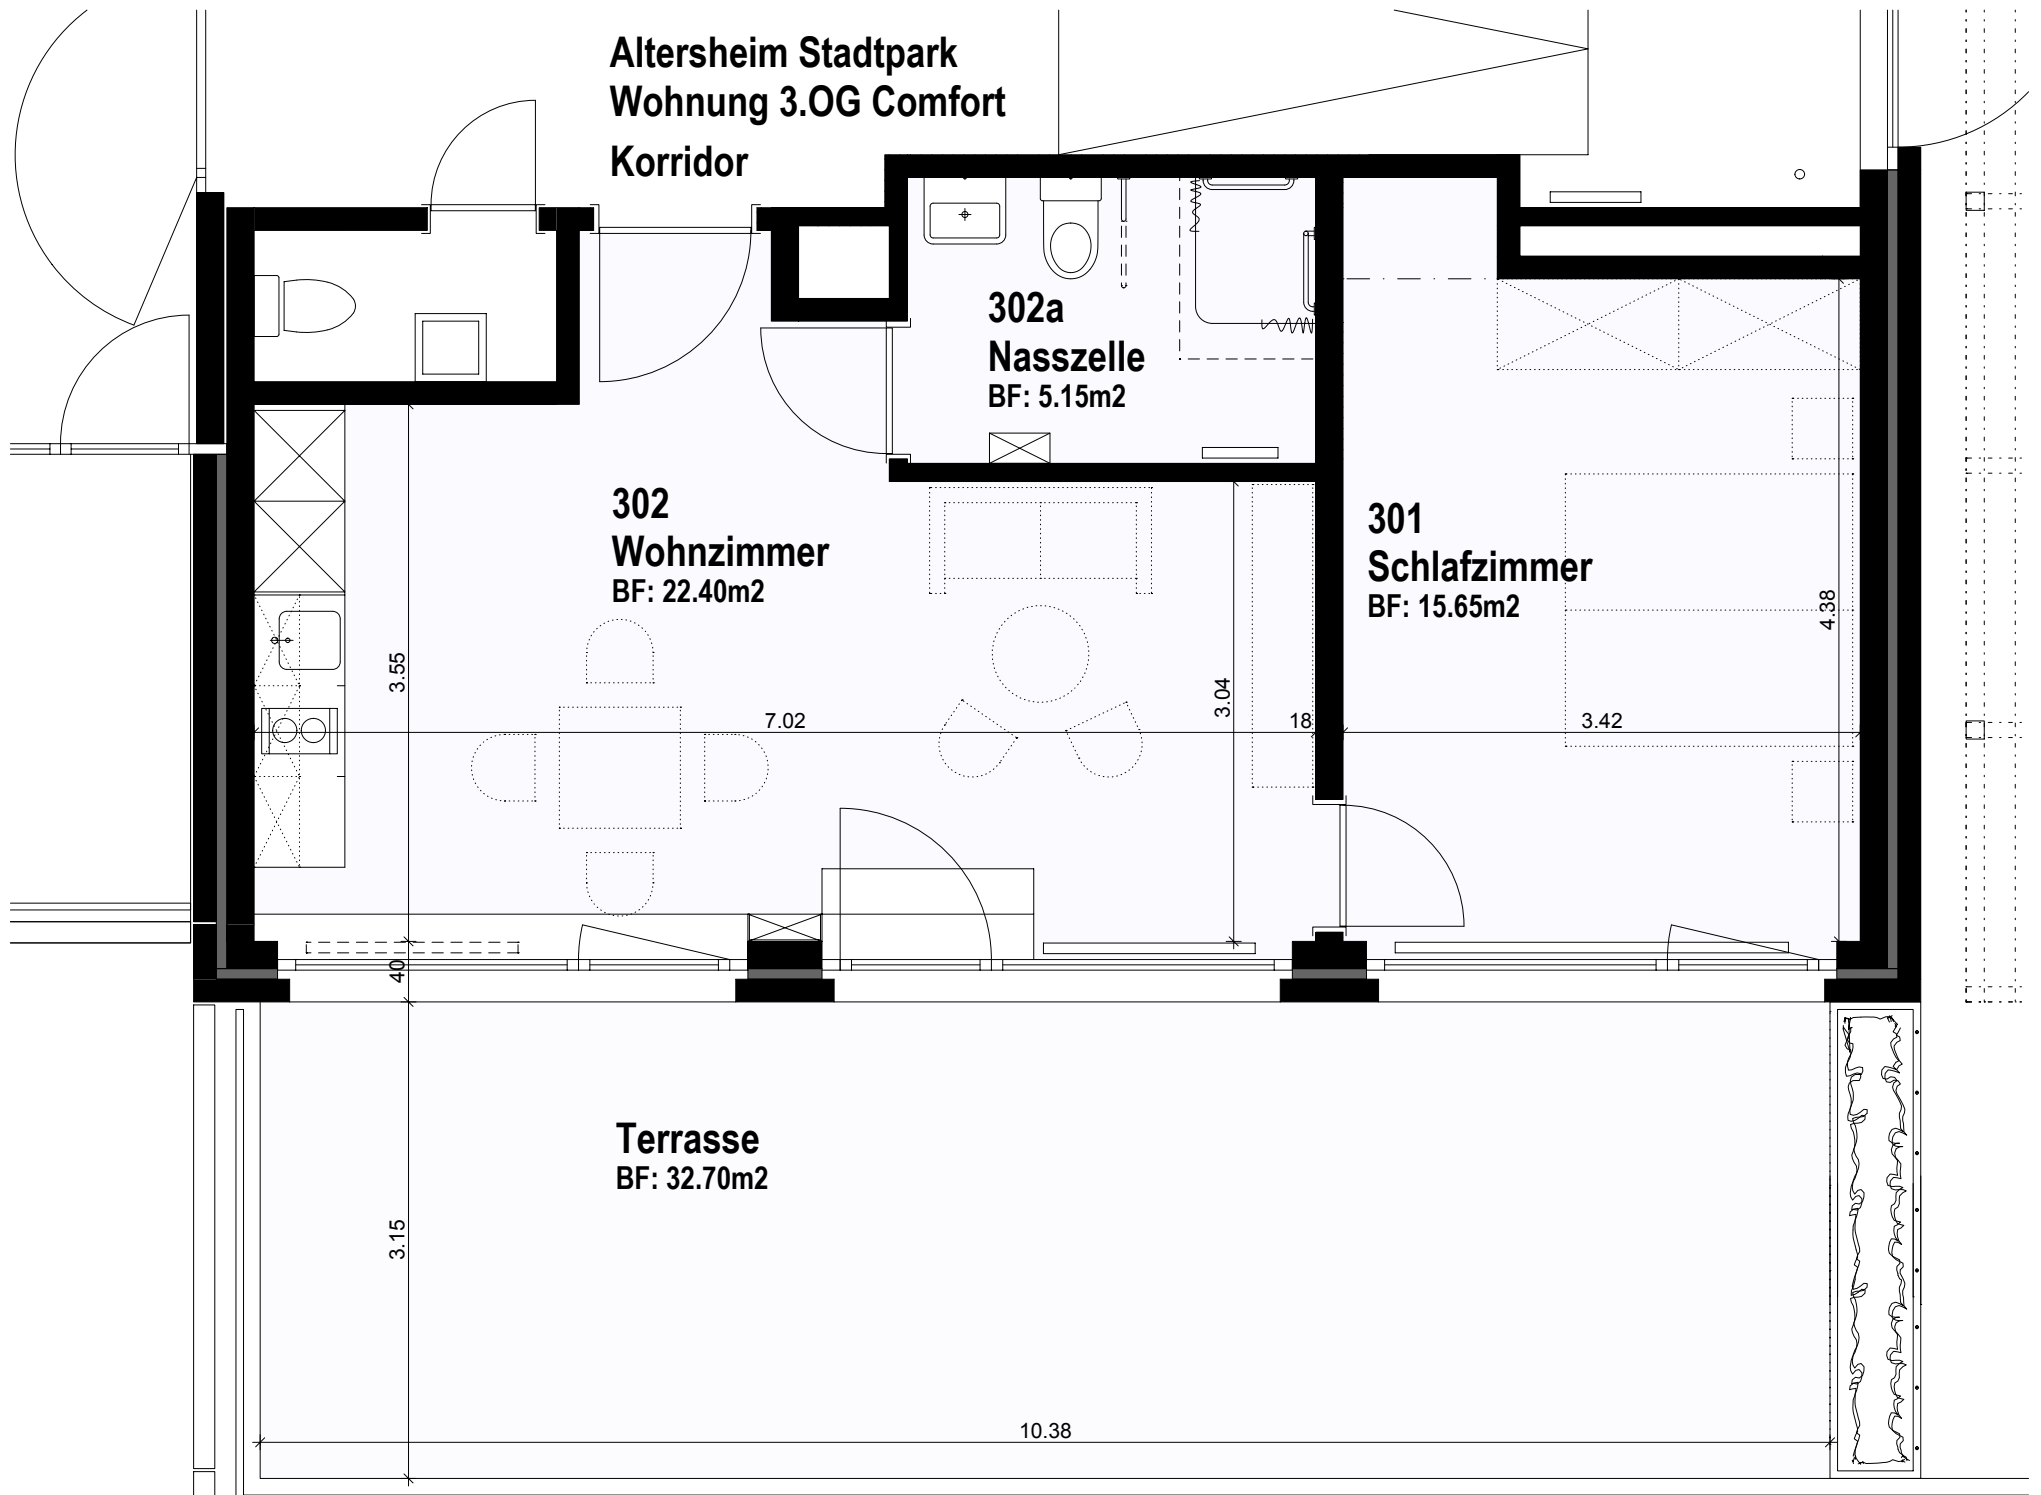 Altersheim Stadtpark
Wohnung 3.OG Comfort
Korridor
302a
Nasszelle
BF: 5.15m2
302
Wohnzimmer
BF: 22.40m2
301
Schlafzimmer
BF: 15.65m2
4.38
3.55
3.04
7.02
18
3.42
40
Terrasse
BF: 32.70m2
3.15
10.38